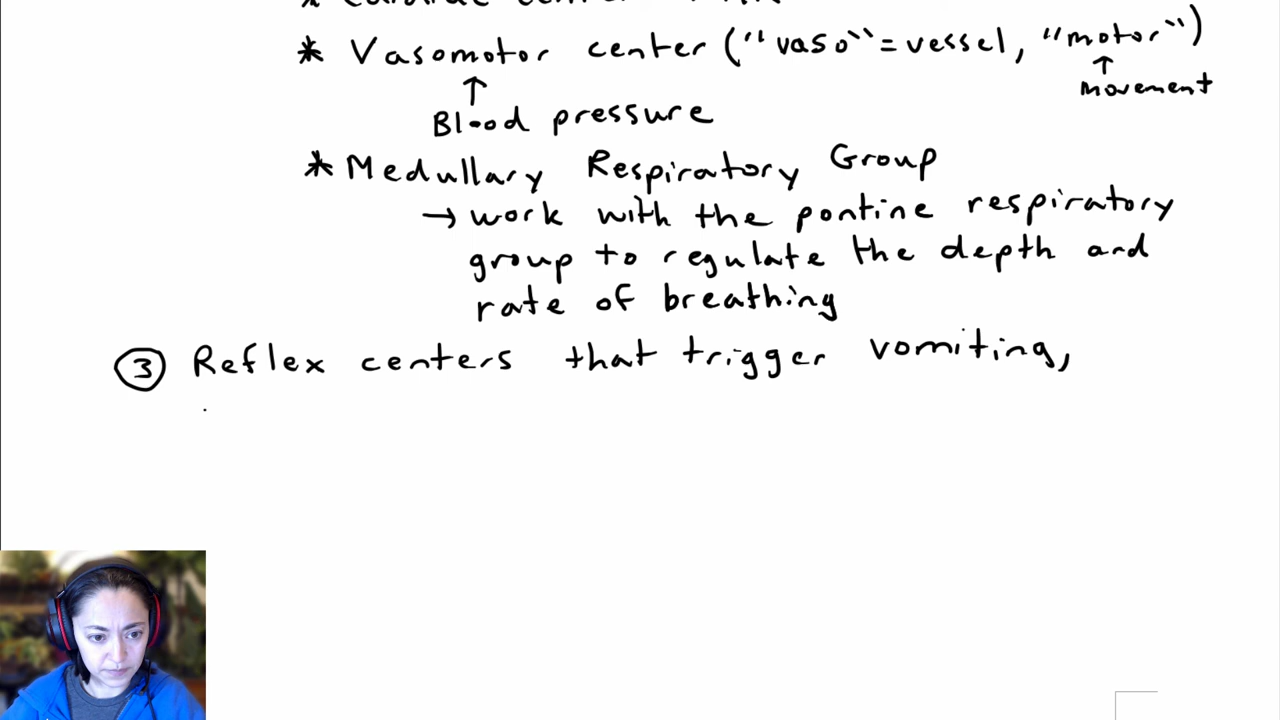 * Vasomotor center ("vaso" = vessel, "motor")
↑ movement
↑ Blood pressure
* Medullary Respiratory Group
→ work with the pontine respiratory
group to regulate the depth and
rate of breathing
③ Reflex centers that trigger vomiting,